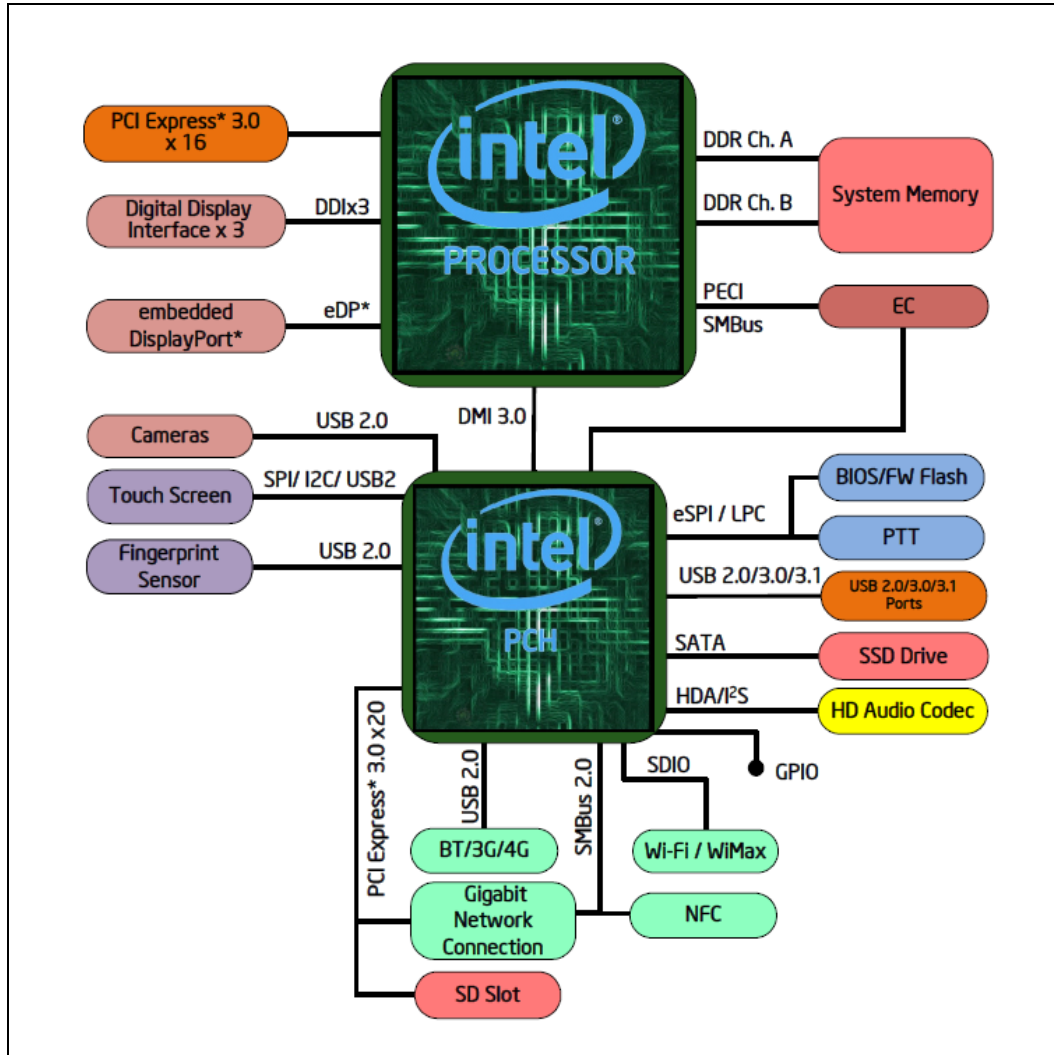 intel®
PROCESSOR
PCI Express* 3.0
x 16
Digital Display
Interface x 3
DDIx3
embedded
DisplayPort*
eDP*
DDR Ch. A
DDR Ch. B
System Memory
PECI
SMBus
EC
DMI 3.0
Cameras
USB 2.0
Touch Screen
SPI/ I2C/ USB2
Fingerprint
Sensor
USB 2.0
intel®
PCH
eSPI / LPC
BIOS/FW Flash
PTT
USB 2.0/3.0/3.1
USB 2.0/3.0/3.1
Ports
SATA
SSD Drive
HDA/I²S
HD Audio Codec
GPIO
SDIO
Wi-Fi / WiMax
SMBus 2.0
NFC
USB 2.0
BT/3G/4G
PCI Express* 3.0 x20
Gigabit
Network
Connection
SD Slot